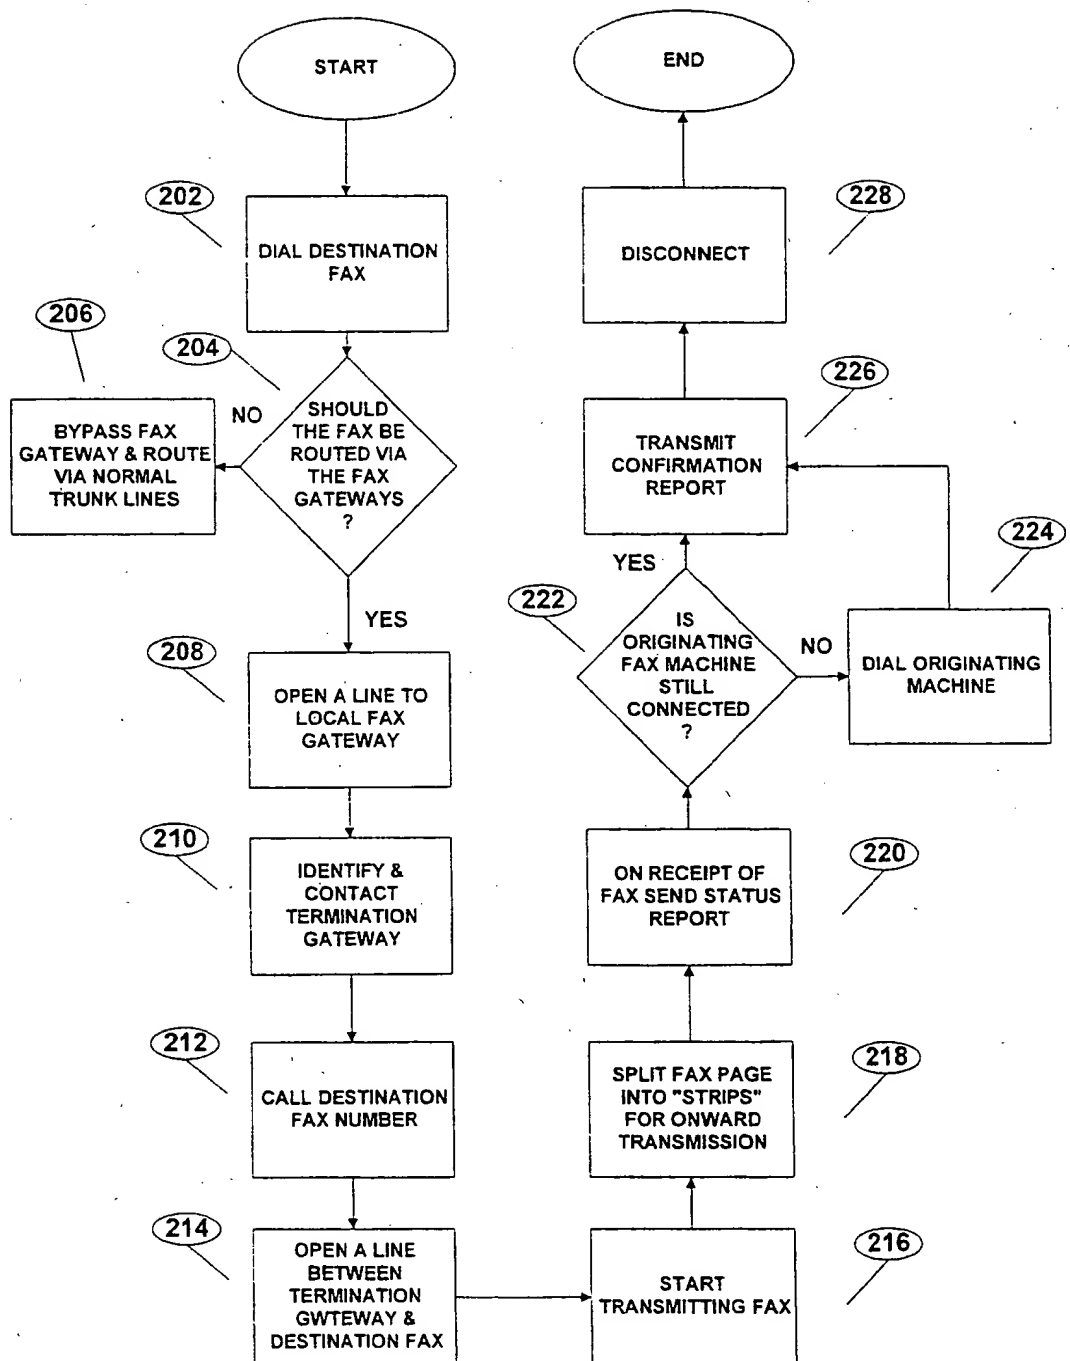 START
202
DIAL DESTINATION
FAX
206
204
NO
BYPASS FAX
GATEWAY & ROUTE
VIA NORMAL
TRUNK LINES
SHOULD
THE FAX BE
ROUTED VIA
THE FAX
GATEWAYS
?
YES
208
OPEN A LINE TO
LOCAL FAX
GATEWAY
210
IDENTIFY &
CONTACT
TERMINATION
GATEWAY
212
CALL DESTINATION
FAX NUMBER
214
OPEN A LINE
BETWEEN
TERMINATION
GWTEWAY &
DESTINATION FAX
START
TRANSMITTING FAX
216
SPLIT FAX PAGE
INTO "STRIPS"
FOR ONWARD
TRANSMISSION
218
ON RECEIPT OF
FAX SEND STATUS
REPORT
220
222
IS
ORIGINATING
FAX MACHINE
STILL
CONNECTED
?
YES
NO
DIAL ORIGINATING
MACHINE
224
TRANSMIT
CONFIRMATION
REPORT
226
DISCONNECT
228
END